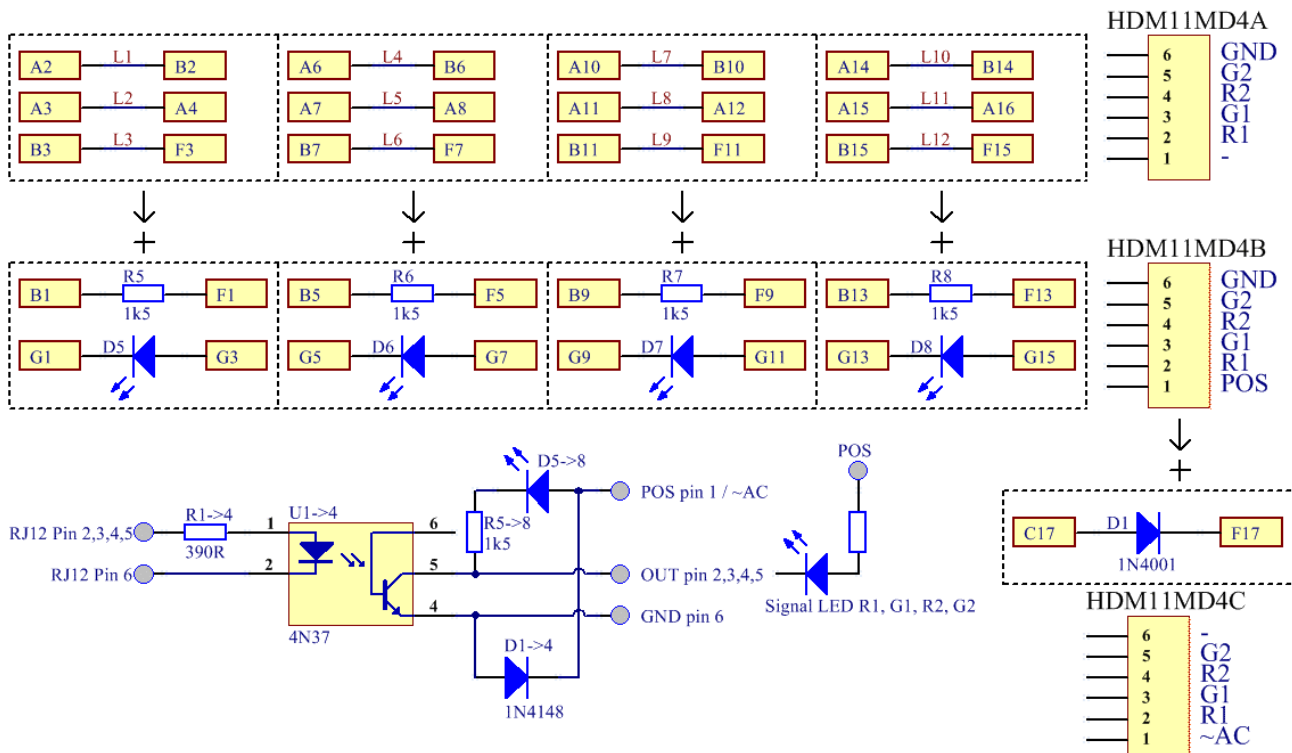 HDM11MD4A
A2 L1 B2 A6 L4 B6 A10 L7 B10 A14 L10 B14
A3 L2 A4 A7 L5 A8 A11 L8 A12 A15 L11 A16
B3 L3 F3 B7 L6 F7 B11 L9 F11 B15 L12 F15
6 GND
5 G2
4 R2
3 G1
2 R1
1 -
+ + + +
HDM11MD4B
B1 R5 F1 B5 R6 F5 B9 R7 F9 B13 R8 F13
1k5 1k5 1k5 1k5
G1 D5 G3 G5 D6 G7 G9 D7 G11 G13 D8 G15
6 GND
5 G2
4 R2
3 G1
2 R1
1 POS
+
C17 D1 F17
1N4001
RJ12 Pin 2,3,4,5
R1->4
390R
RJ12 Pin 6
U1->4
1
2
6
5
4
4N37
D5->8
R5->8
1k5
POS pin 1 / ~AC
OUT pin 2,3,4,5
GND pin 6
D1->4
1N4148
POS
Signal LED R1, G1, R2, G2
HDM11MD4C
6 -
5 G2
4 R2
3 G1
2 R1
1 ~AC